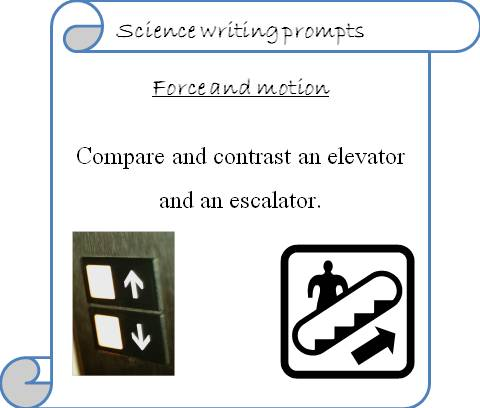 Science writing prompts
Force and motion
Compare and contrast an elevator
and an escalator.